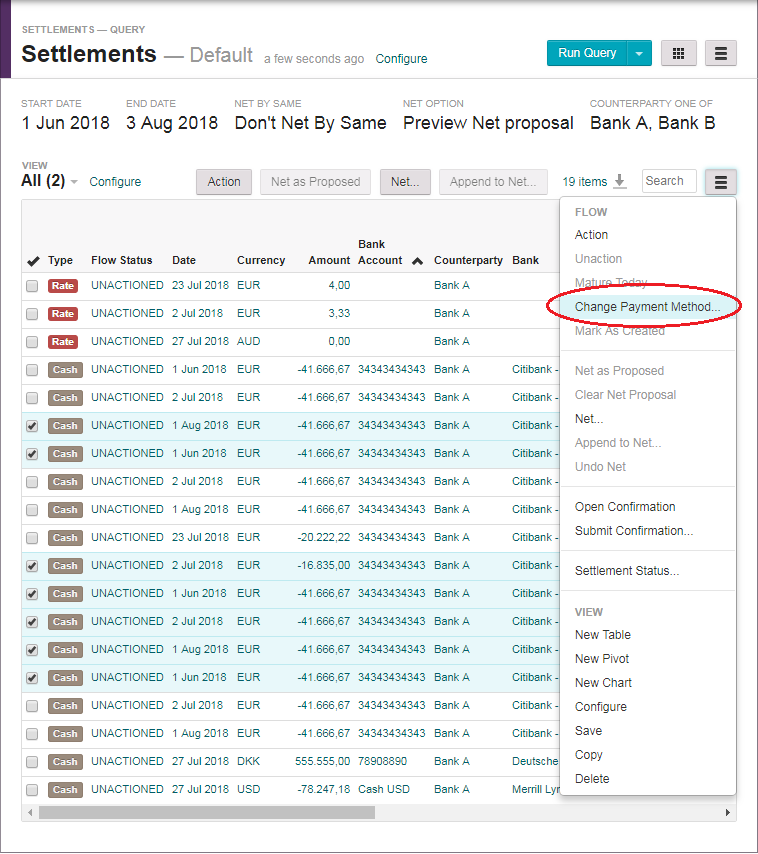 SETTLEMENTS — QUERY
Settlements — Default a few seconds ago Configure Run Query
START DATE END DATE NET BY SAME NET OPTION COUNTERPARTY ONE OF
1 Jun 2018 3 Aug 2018 Don't Net By Same Preview Net proposal Bank A, Bank B
VIEW
All (2) Configure Action Net as Proposed Net... Append to Net... 19 items Search
Type Flow Status Date Currency Amount Bank Account Counterparty Bank
Rate UNACTIONED 23 Jul 2018 EUR 4,00 Bank A
Rate UNACTIONED 2 Jul 2018 EUR 3,33 Bank A
Rate UNACTIONED 27 Jul 2018 AUD 0,00 Bank A
Cash UNACTIONED 1 Jun 2018 EUR -41.666,67 34343434343 Bank A Citibank -
Cash UNACTIONED 2 Jul 2018 EUR -41.666,67 34343434343 Bank A Citibank -
Cash UNACTIONED 1 Aug 2018 EUR -41.666,67 34343434343 Bank A Citibank -
Cash UNACTIONED 1 Jun 2018 EUR -41.666,67 34343434343 Bank A Citibank -
Cash UNACTIONED 2 Jul 2018 EUR -41.666,67 34343434343 Bank A Citibank -
Cash UNACTIONED 1 Aug 2018 EUR -41.666,67 34343434343 Bank A Citibank -
Cash UNACTIONED 23 Jul 2018 EUR -20.222,22 34343434343 Bank A Citibank -
Cash UNACTIONED 2 Jul 2018 EUR -16.835,00 34343434343 Bank A Citibank -
Cash UNACTIONED 1 Jun 2018 EUR -41.666,67 34343434343 Bank A Citibank -
Cash UNACTIONED 2 Jul 2018 EUR -41.666,67 34343434343 Bank A Citibank -
Cash UNACTIONED 1 Aug 2018 EUR -41.666,67 34343434343 Bank A Citibank -
Cash UNACTIONED 1 Jun 2018 EUR -41.666,67 34343434343 Bank A Citibank -
Cash UNACTIONED 2 Jul 2018 EUR -41.666,67 34343434343 Bank A Citibank -
Cash UNACTIONED 1 Aug 2018 EUR -41.666,67 34343434343 Bank A Citibank -
Cash UNACTIONED 27 Jul 2018 DKK 555.555,00 78908890 Bank A Deutsche
Cash UNACTIONED 27 Jul 2018 USD -78.247,18 Cash USD Bank A Merrill Lyr
FLOW
Action
Unaction
Mature Today
Change Payment Method...
Mark As Created
Net as Proposed
Clear Net Proposal
Net...
Append to Net...
Undo Net
Open Confirmation
Submit Confirmation...
Settlement Status...
VIEW
New Table
New Pivot
New Chart
Configure
Save
Copy
Delete